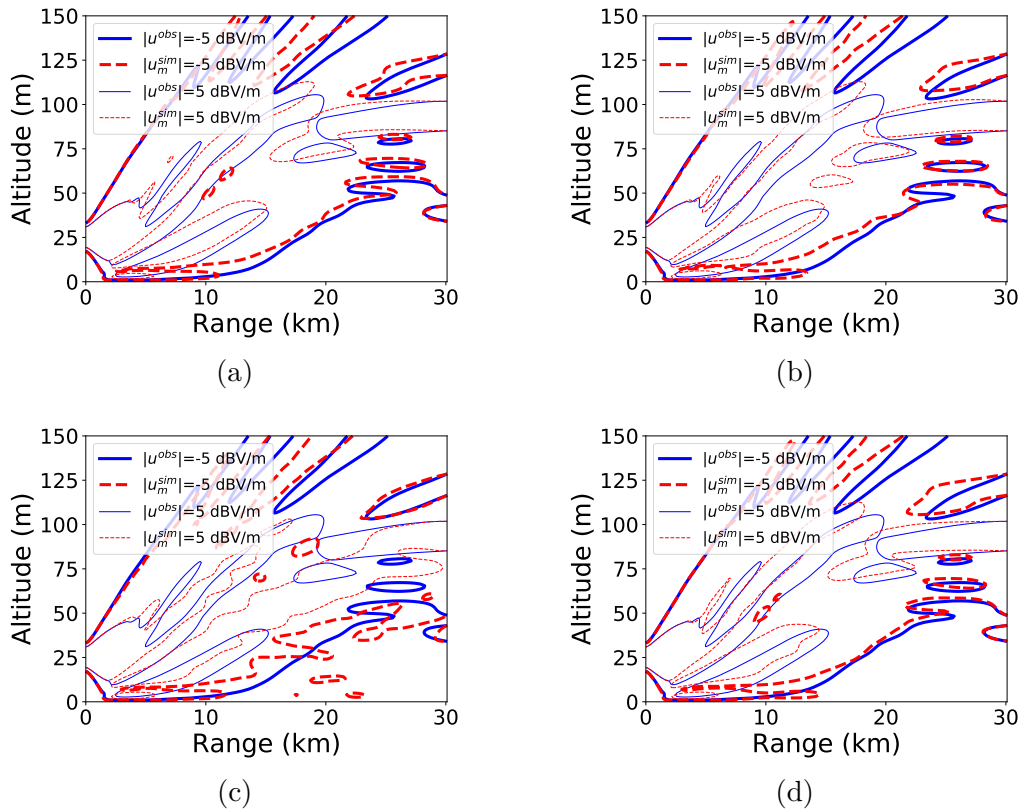 150
125
100
75
50
25
0
Altitude (m)
|u^{obs}|=-5 dBV/m
|u_m^{sim}|=-5 dBV/m
|u^{obs}|=5 dBV/m
|u_m^{sim}|=5 dBV/m
0 10 20 30
Range (km)
(a)
150
125
100
75
50
25
0
Altitude (m)
|u^{obs}|=-5 dBV/m
|u_m^{sim}|=-5 dBV/m
|u^{obs}|=5 dBV/m
|u_m^{sim}|=5 dBV/m
0 10 20 30
Range (km)
(b)
150
125
100
75
50
25
0
Altitude (m)
|u^{obs}|=-5 dBV/m
|u_m^{sim}|=-5 dBV/m
|u^{obs}|=5 dBV/m
|u_m^{sim}|=5 dBV/m
0 10 20 30
Range (km)
(c)
150
125
100
75
50
25
0
Altitude (m)
|u^{obs}|=-5 dBV/m
|u_m^{sim}|=-5 dBV/m
|u^{obs}|=5 dBV/m
|u_m^{sim}|=5 dBV/m
0 10 20 30
Range (km)
(d)